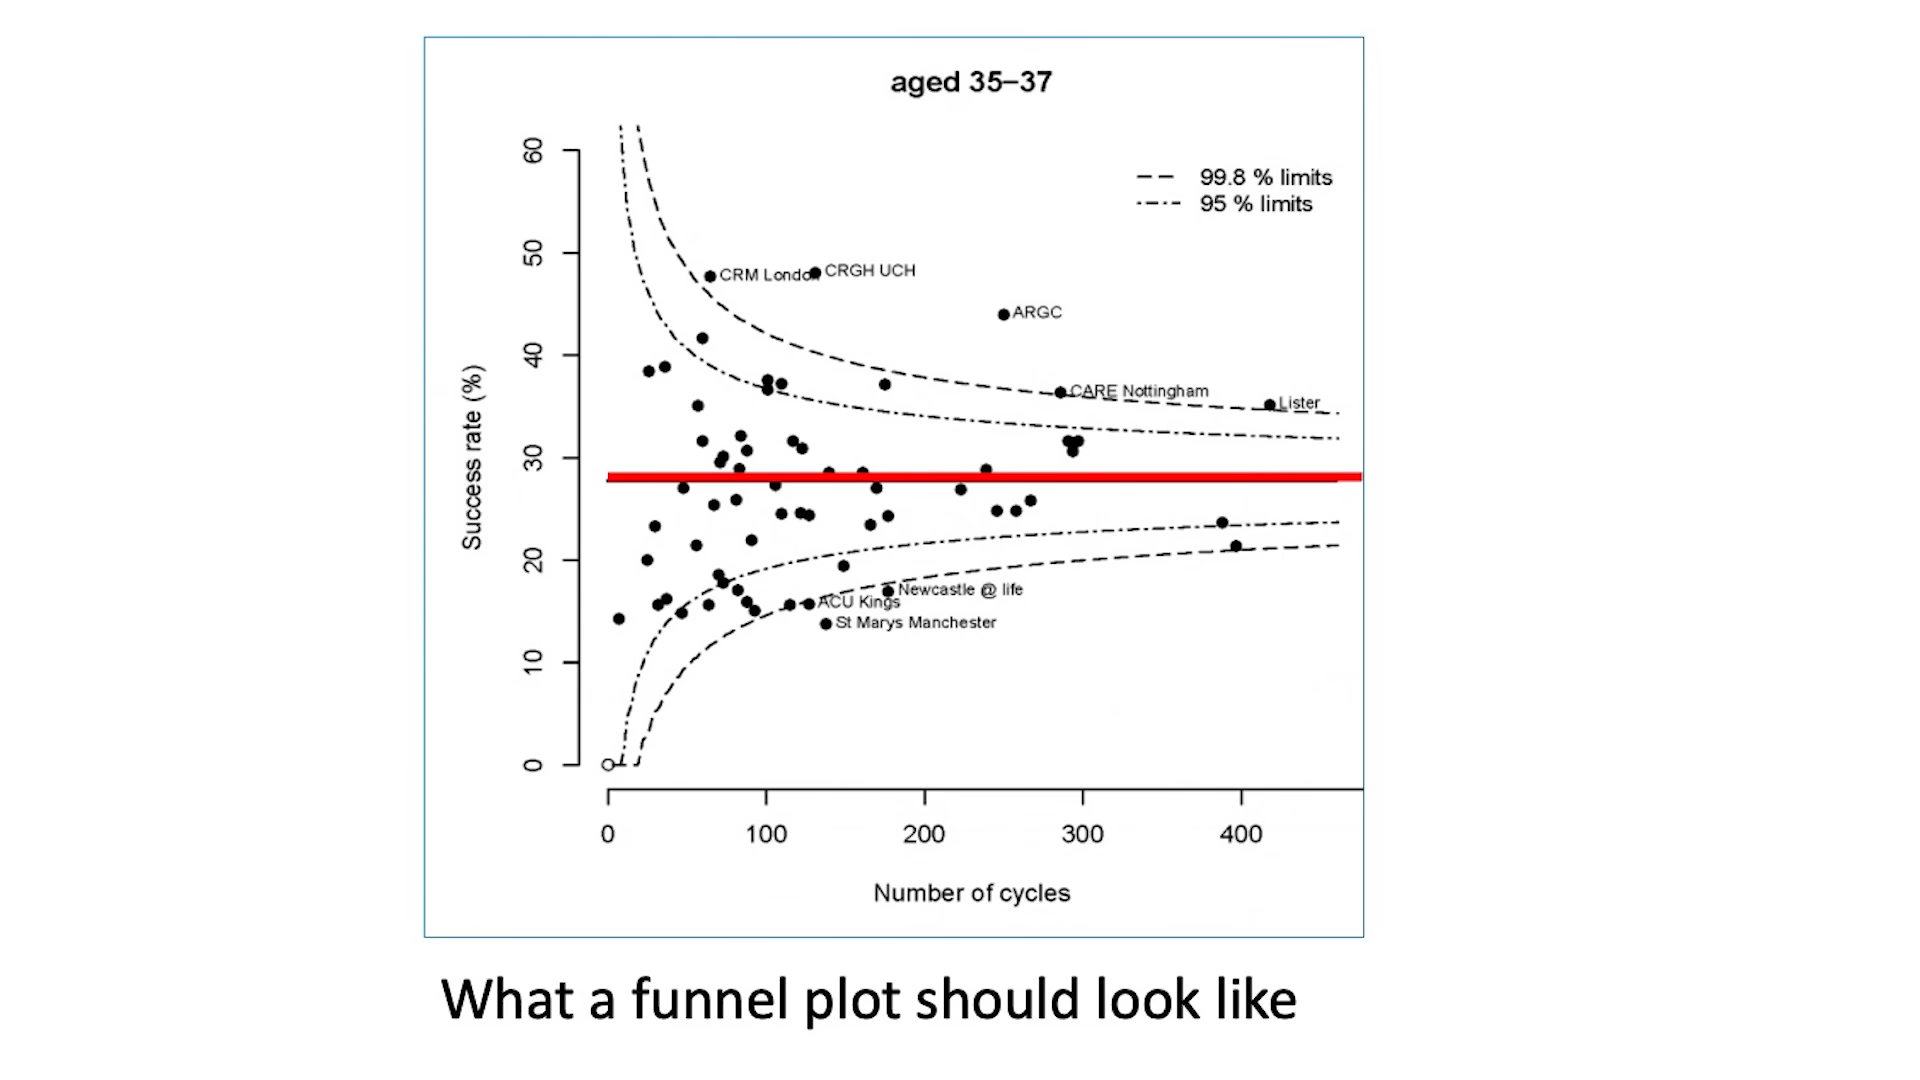 aged 35–37
60
50
40
30
20
10
0
Success rate (%)
99.8 % limits
95 % limits
CRM London
CRGH UCH
ARGC
CARE Nottingham
Lister
Newcastle @ life
ACU Kings
St Marys Manchester
0 100 200 300 400
Number of cycles
What a funnel plot should look like